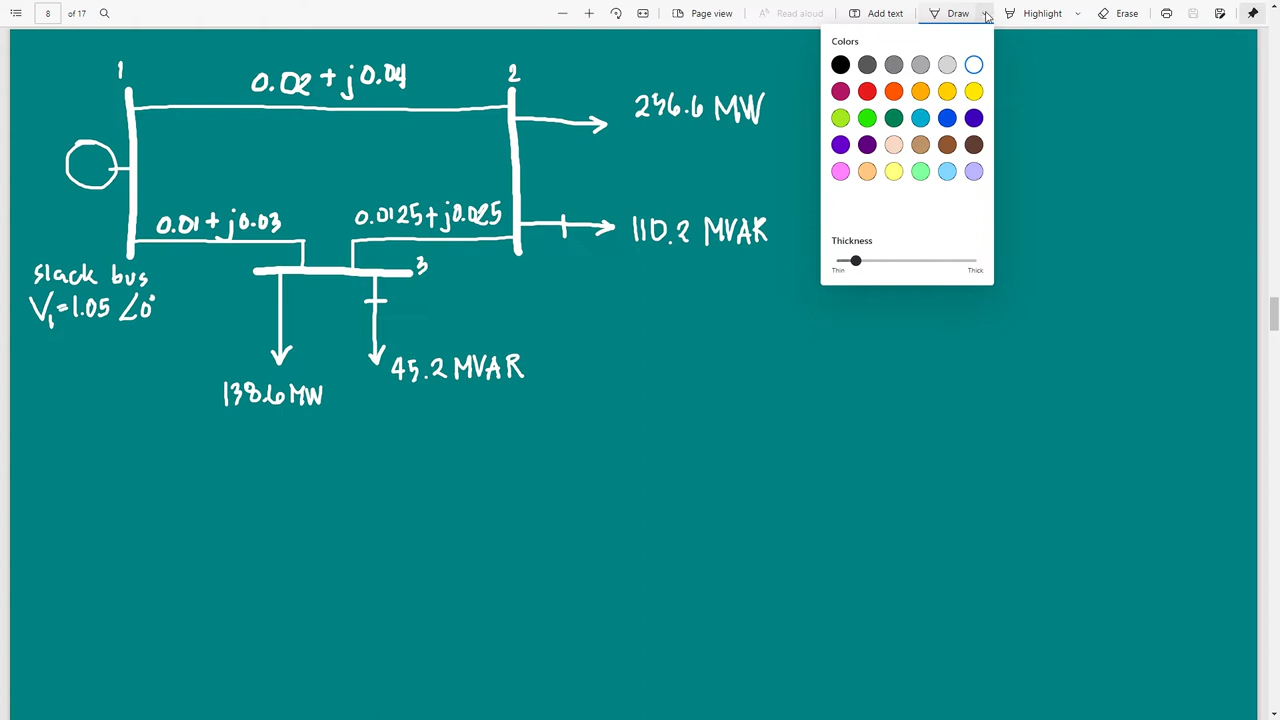 8 of 17 Page view Read aloud Add text Draw Highlight Erase
Colors
Thickness
Thin Thick
1 0.02 + j0.04 2
256.6 MW
0.01 + j0.03 0.0125 + j0.025
110.2 MVAR
3
slack bus
V₁ = 1.05 ∠0°
45.2 MVAR
138.6 MW